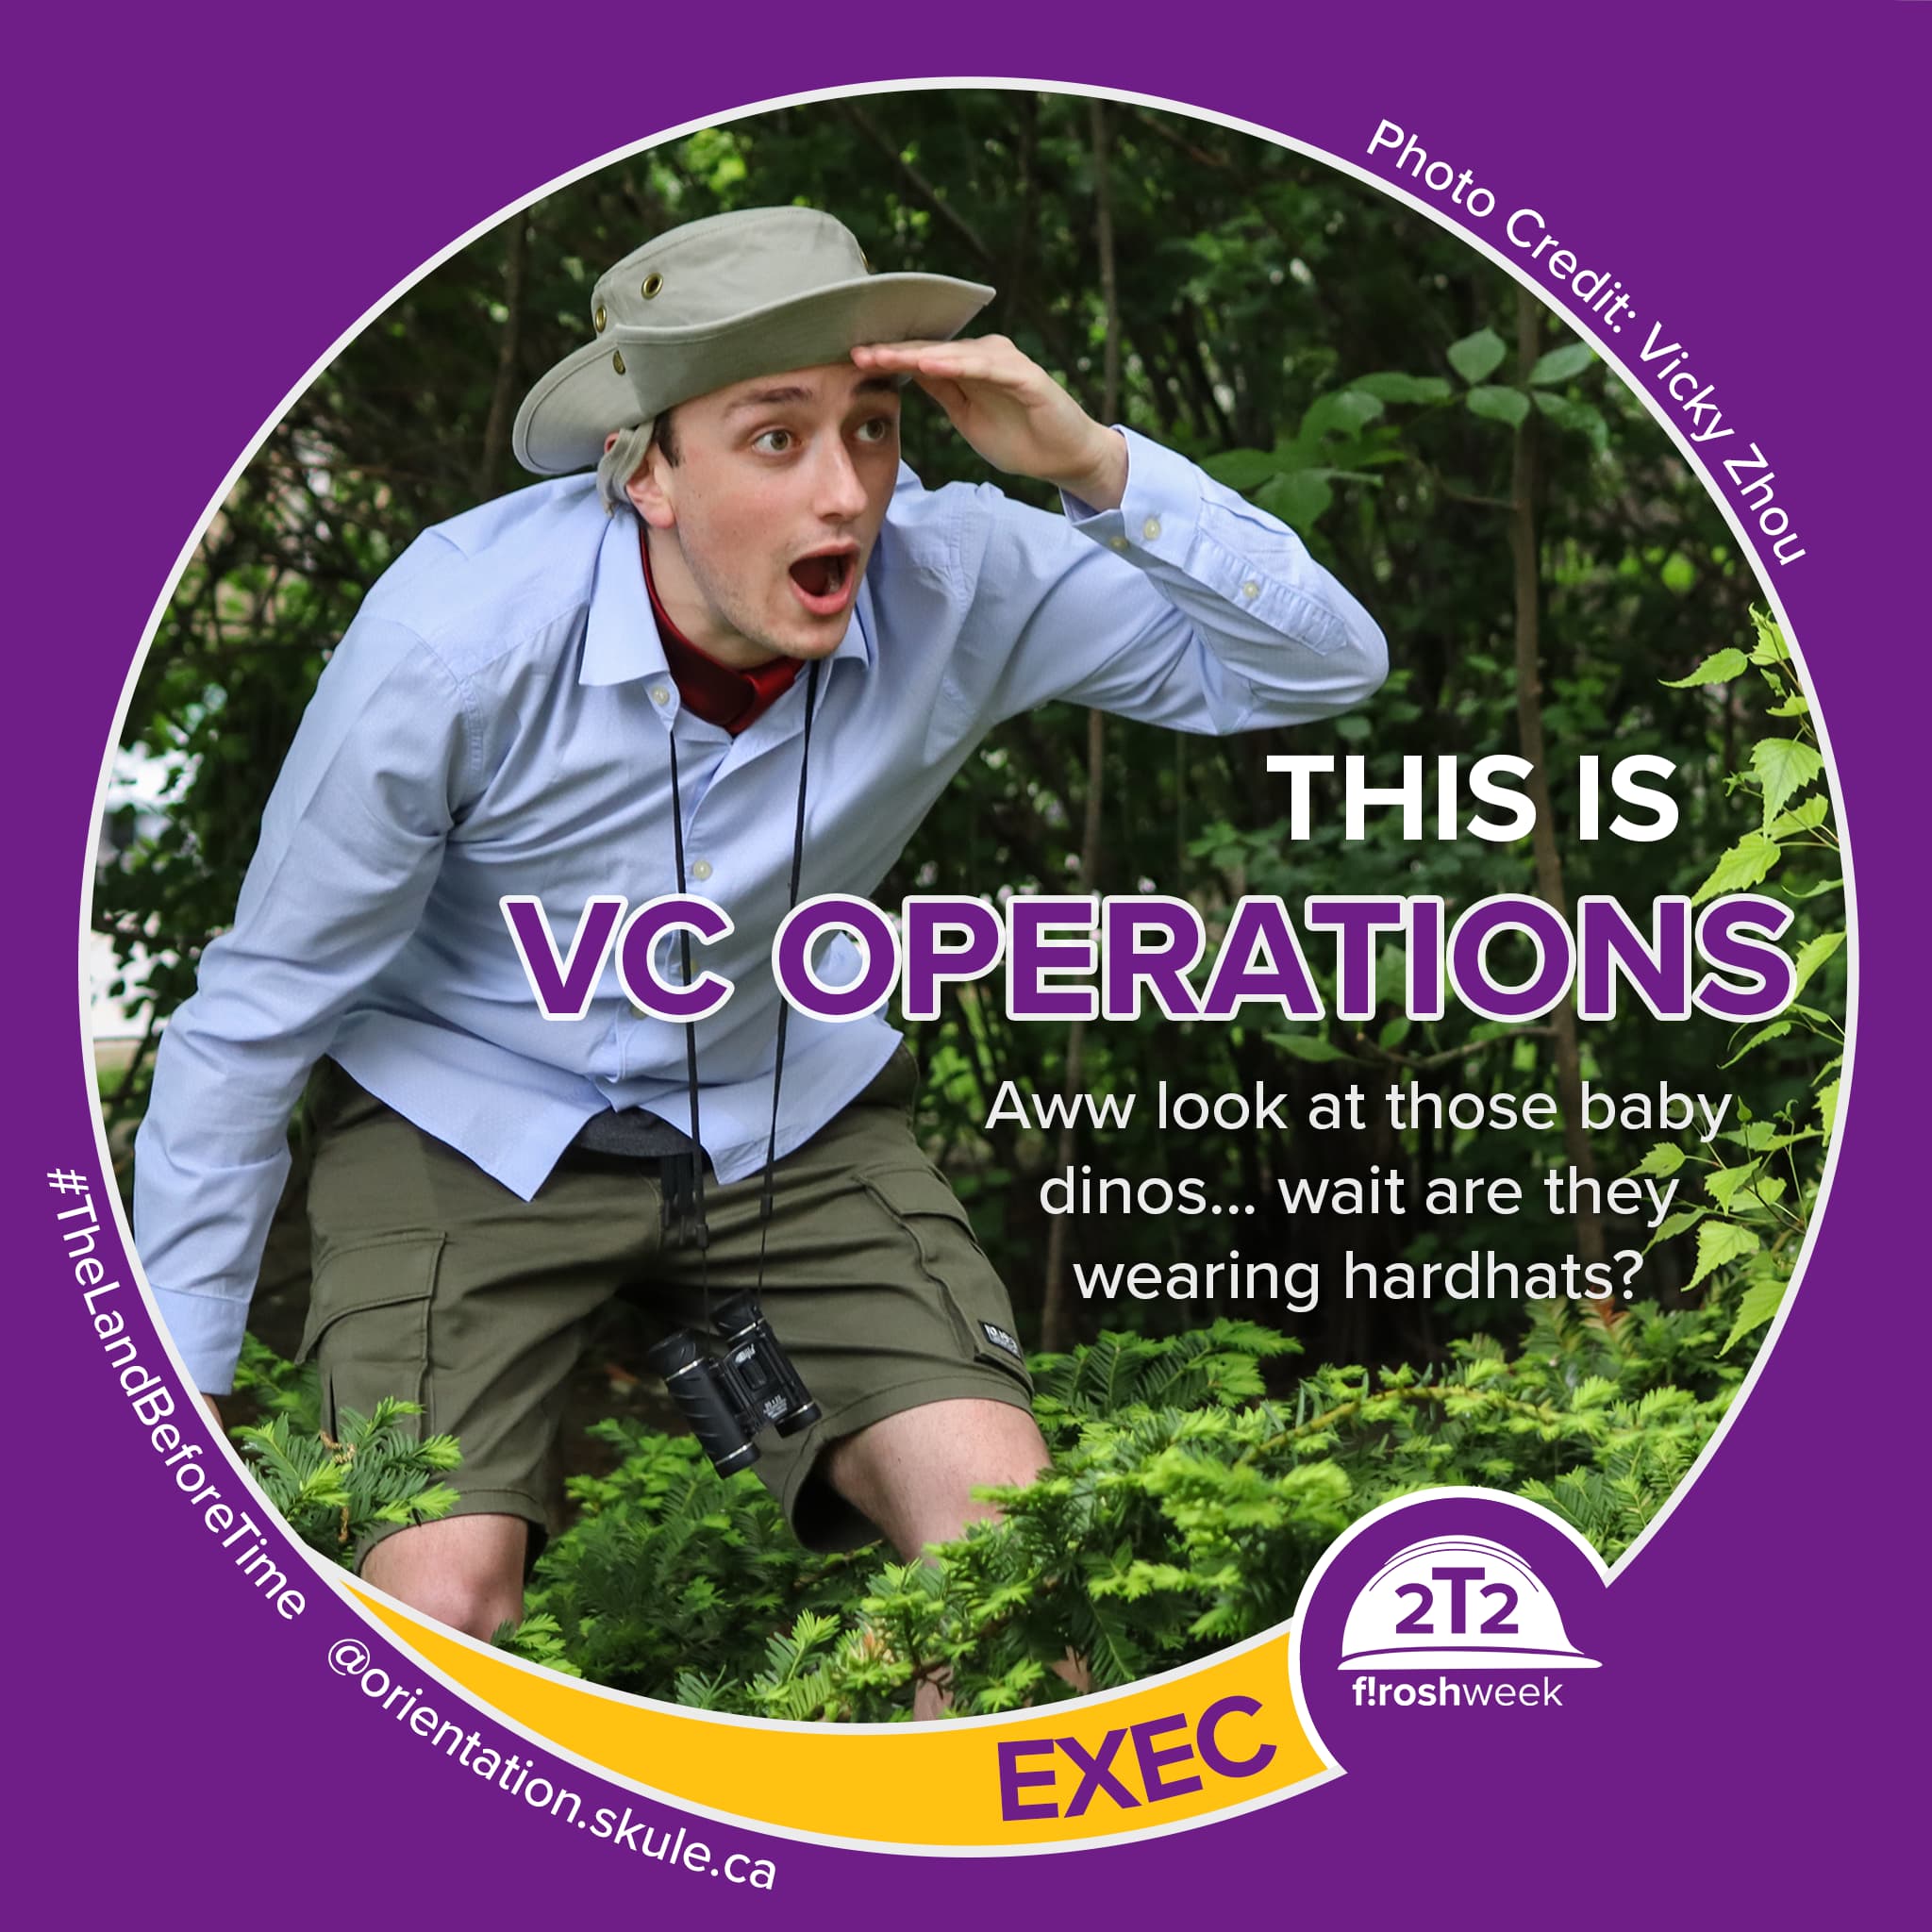 Photo Credit: Vicky Zhou
THIS IS
VC OPERATIONS
Aww look at those baby
dinos... wait are they
wearing hardhats?
#TheLandBeforeTime @orientation.skule.ca
EXEC
2T2
f!roshweek